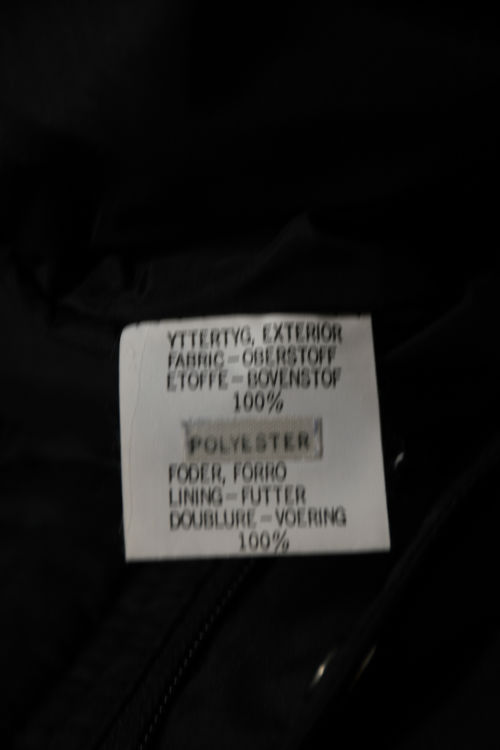 YTTERTYG, EXTERIOR
FABRIC-OBERSTOFF
ETOFFE-BOVENSTOF
100%
POLYESTER
FODER, FORRO
LINING-FUTTER
DOUBLURE-VOERING
100%